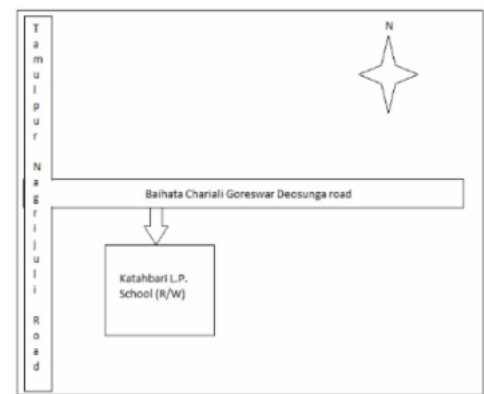 Tamulpur Nagrijuli Road
N
Baihata Chariali Goreswar Deosunga road
Katahbari L.P.
School (R/W)